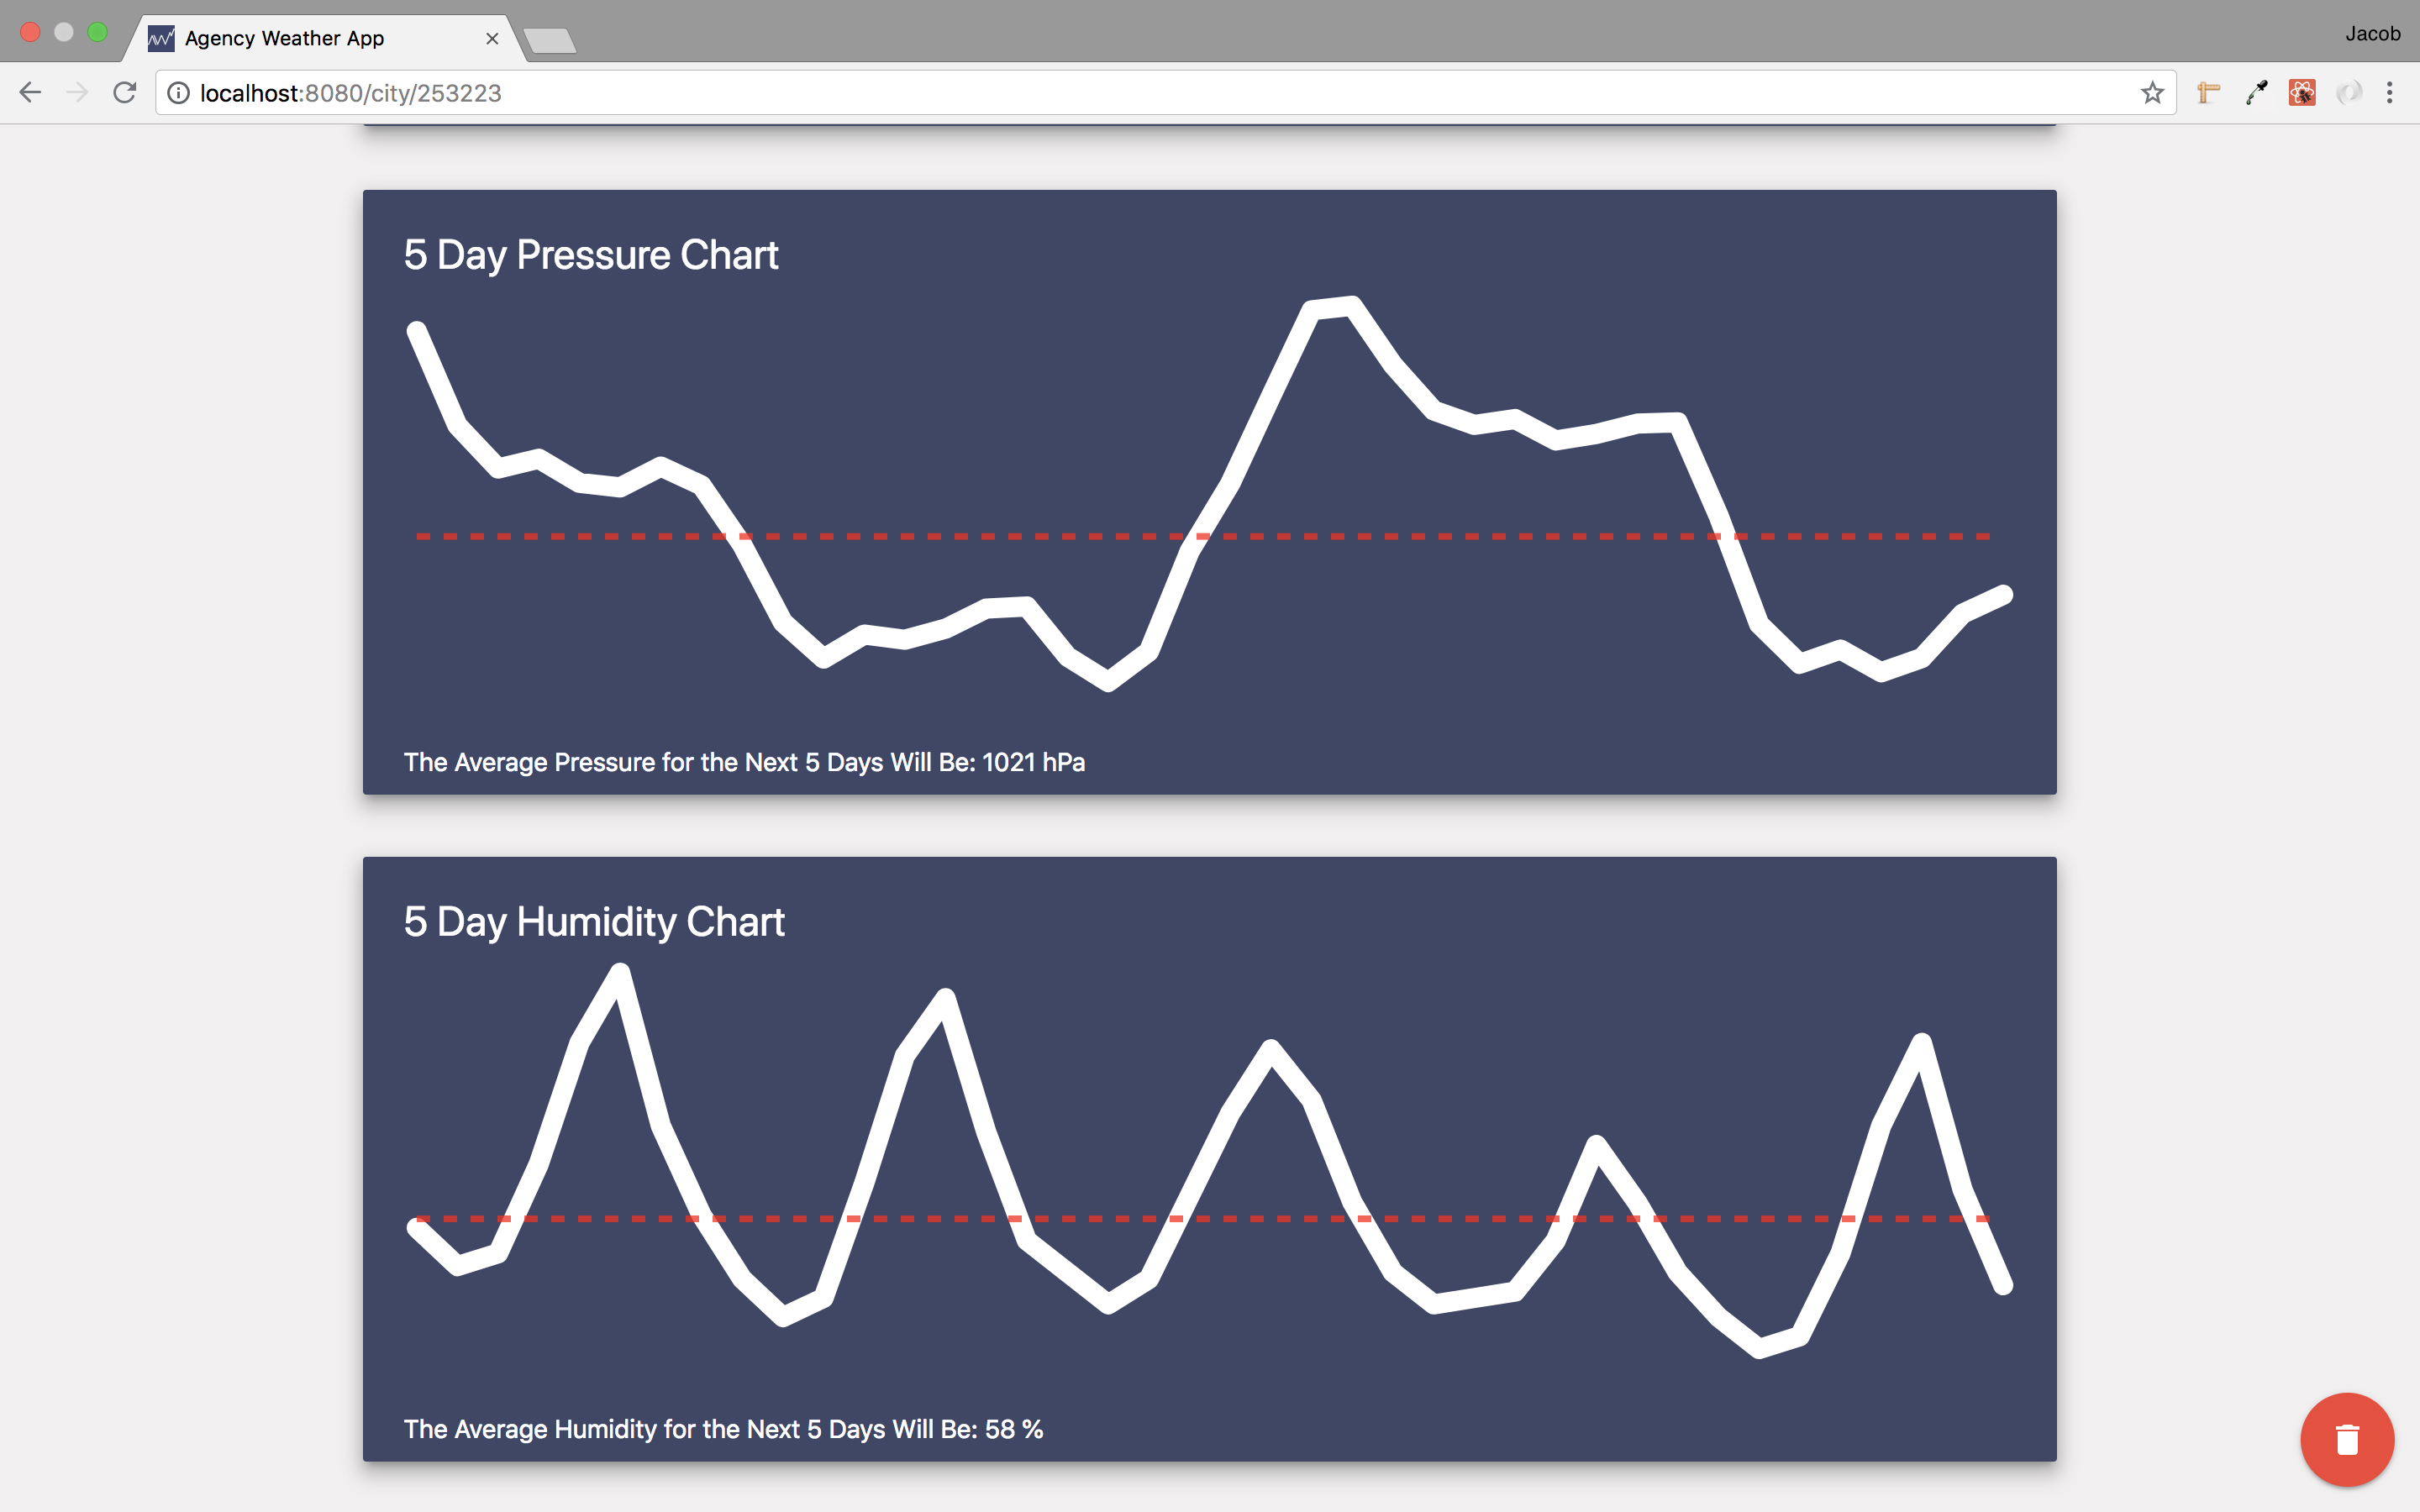 Agency Weather App
Jacob
localhost:8080/city/253223
5 Day Pressure Chart
The Average Pressure for the Next 5 Days Will Be: 1021 hPa
5 Day Humidity Chart
The Average Humidity for the Next 5 Days Will Be: 58 %